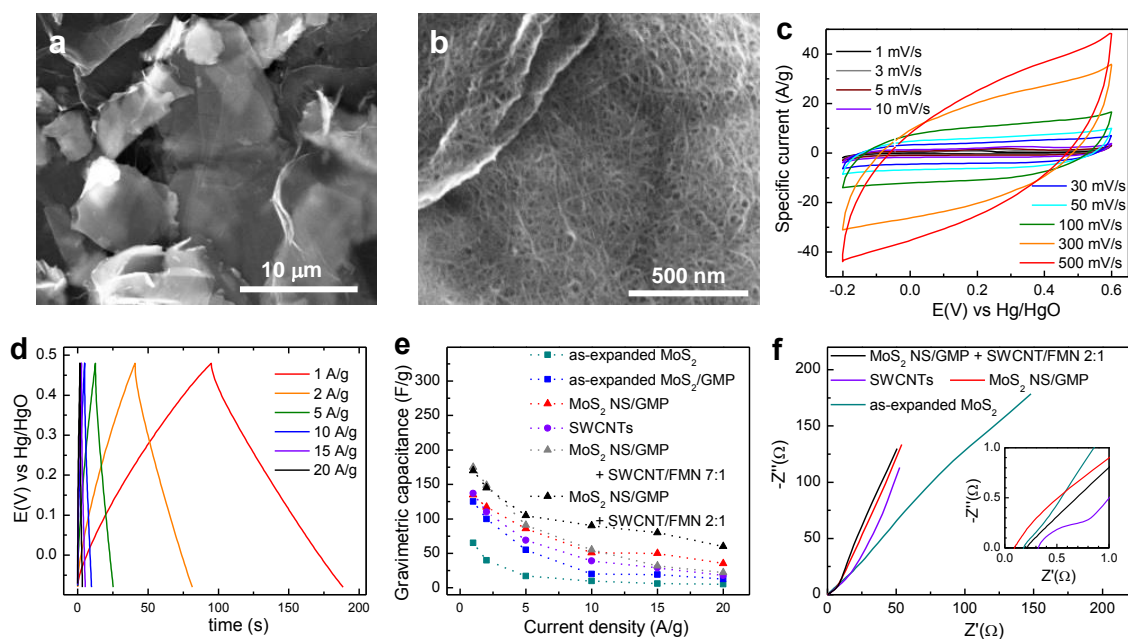 a
10 μm
b
500 nm
c
Specific current (A/g)
40
20
0
-20
-40
1 mV/s
3 mV/s
5 mV/s
10 mV/s
30 mV/s
50 mV/s
100 mV/s
300 mV/s
500 mV/s
-0.2 0.0 0.2 0.4 0.6
E(V) vs Hg/HgO
d
E(V) vs Hg/HgO
0.5
0.4
0.3
0.2
0.1
0.0
1 A/g
2 A/g
5 A/g
10 A/g
15 A/g
20 A/g
0 50 100 150 200
time (s)
e
Gravimetric capacitance (F/g)
350
300
250
200
150
100
50
0
as-expanded MoS₂
as-expanded MoS₂/GMP
MoS₂ NS/GMP
SWCNTs
MoS₂ NS/GMP
+ SWCNT/FMN 7:1
MoS₂ NS/GMP
+ SWCNT/FMN 2:1
0 5 10 15 20
Current density (A/g)
f
-Z''(Ω)
200
150
100
50
0
MoS₂ NS/GMP + SWCNT/FMN 2:1
SWCNTs MoS₂ NS/GMP
as-expanded MoS₂
-Z''(Ω)
1.0
0.5
0.0
0.0 0.5 1.0
Z'(Ω)
0 50 100 150 200
Z'(Ω)